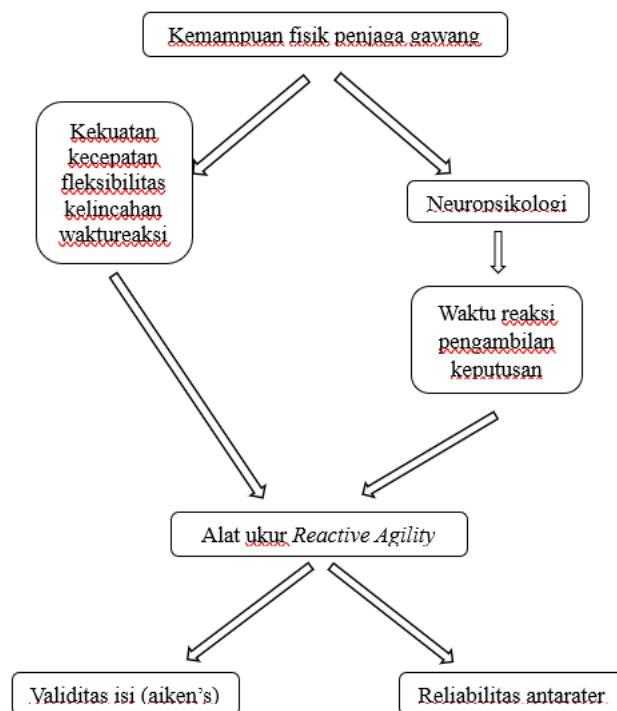 Kemampuan fisik penjaga gawang
Kekuatan
kecepatan
fleksibilitas
kelincahan
waktureaksi
Neuropsikologi
Waktu reaksi
pengambilan
keputusan
Alat ukur Reactive Agility
Validitas isi (aiken’s)
Reliabilitas antarater